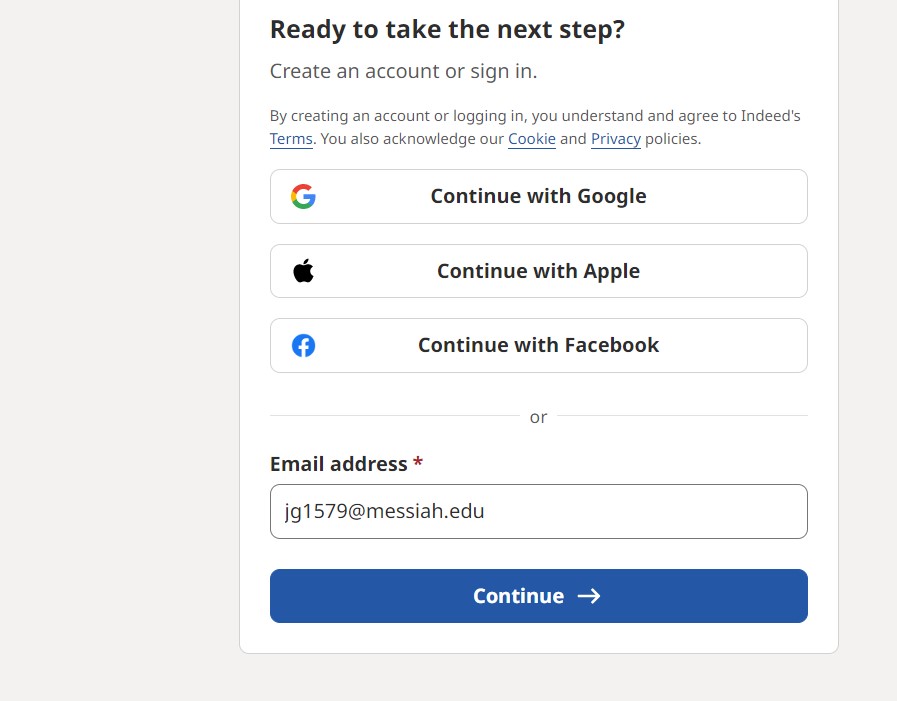 Ready to take the next step?
Create an account or sign in.
By creating an account or logging in, you understand and agree to Indeed's
Terms. You also acknowledge our Cookie and Privacy policies.
Continue with Google
Continue with Apple
Continue with Facebook
or
Email address *
jg1579@messiah.edu
Continue →